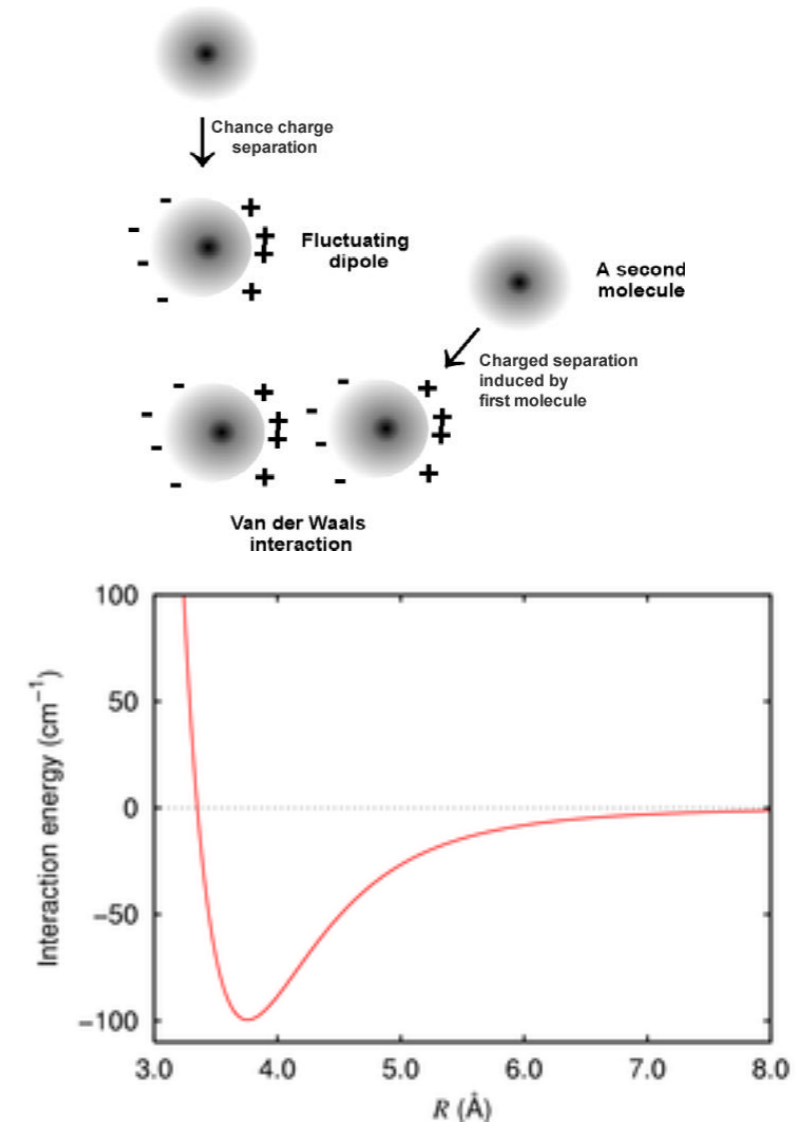 Chance charge
separation
- + - + + - - +
Fluctuating
dipole
A second
molecule
Charged separation
induced by
first molecule
- + - + + - - +
- + - + + - - +
Van der Waals
interaction
100
50
0
−50
−100
Interaction energy (cm⁻¹)
3.0 4.0 5.0 6.0 7.0 8.0
R (Å)